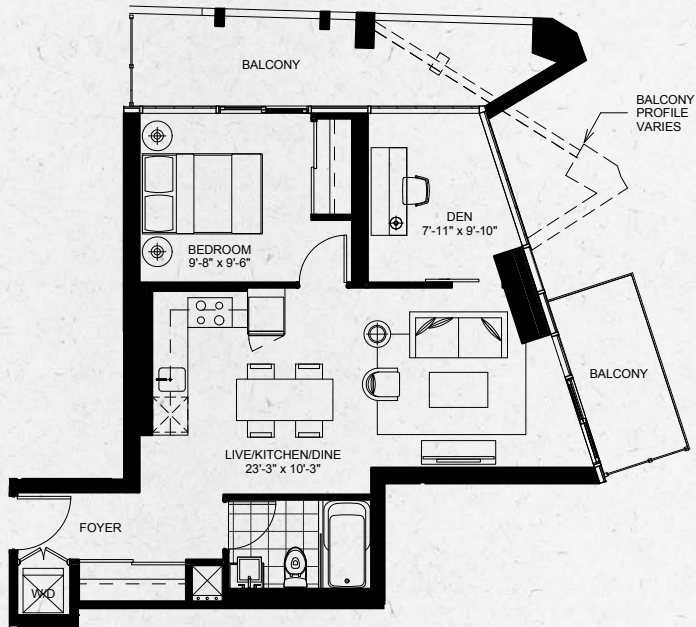 BALCONY
BALCONY
PROFILE
VARIES
DEN
7'-11" x 9'-10"
BEDROOM
9'-8" x 9'-6"
BALCONY
LIVE/KITCHEN/DINE
23'-3" x 10'-3"
FOYER
W/D